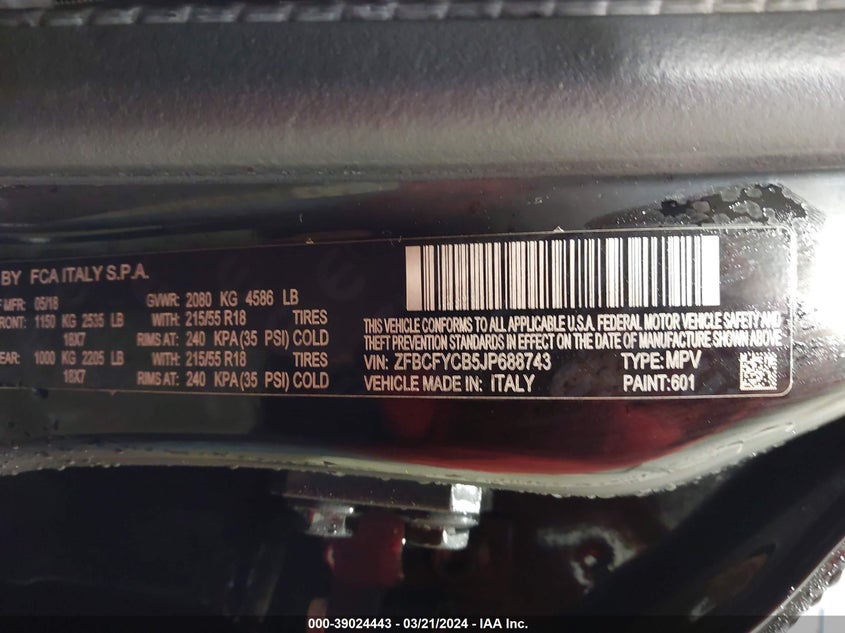 BY FCA ITALY S.P.A.
MFR: 05/18 GVWR: 2080 KG 4586 LB
FRONT: 1150 KG 2535 LB WITH: 215/55 R18 TIRES
18X7 RIMS AT: 240 KPA (35 PSI) COLD
REAR: 1000 KG 2205 LB WITH: 215/55 R18 TIRES
18X7 RIMS AT: 240 KPA (35 PSI) COLD
THIS VEHICLE CONFORMS TO ALL APPLICABLE U.S.A. FEDERAL MOTOR VEHICLE SAFETY AND
THEFT PREVENTION STANDARDS IN EFFECT ON THE DATE OF MANUFACTURE SHOWN ABOVE
VIN: ZFBCFYCB5JP688743 TYPE: MPV
VEHICLE MADE IN: ITALY PAINT:601
000-39024443 - 03/21/2024 - IAA Inc.